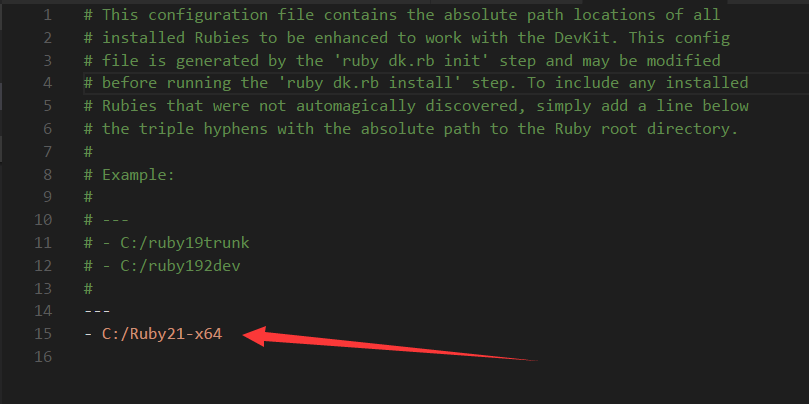 1 # This configuration file contains the absolute path locations of all
2 # installed Rubies to be enhanced to work with the DevKit. This config
3 # file is generated by the 'ruby dk.rb init' step and may be modified
4 # before running the 'ruby dk.rb install' step. To include any installed
5 # Rubies that were not automagically discovered, simply add a line below
6 # the triple hyphens with the absolute path to the Ruby root directory.
7 #
8 # Example:
9 #
10 # ---
11 # - C:/ruby19trunk
12 # - C:/ruby192dev
13 #
14 ---
15 - C:/Ruby21-x64
16